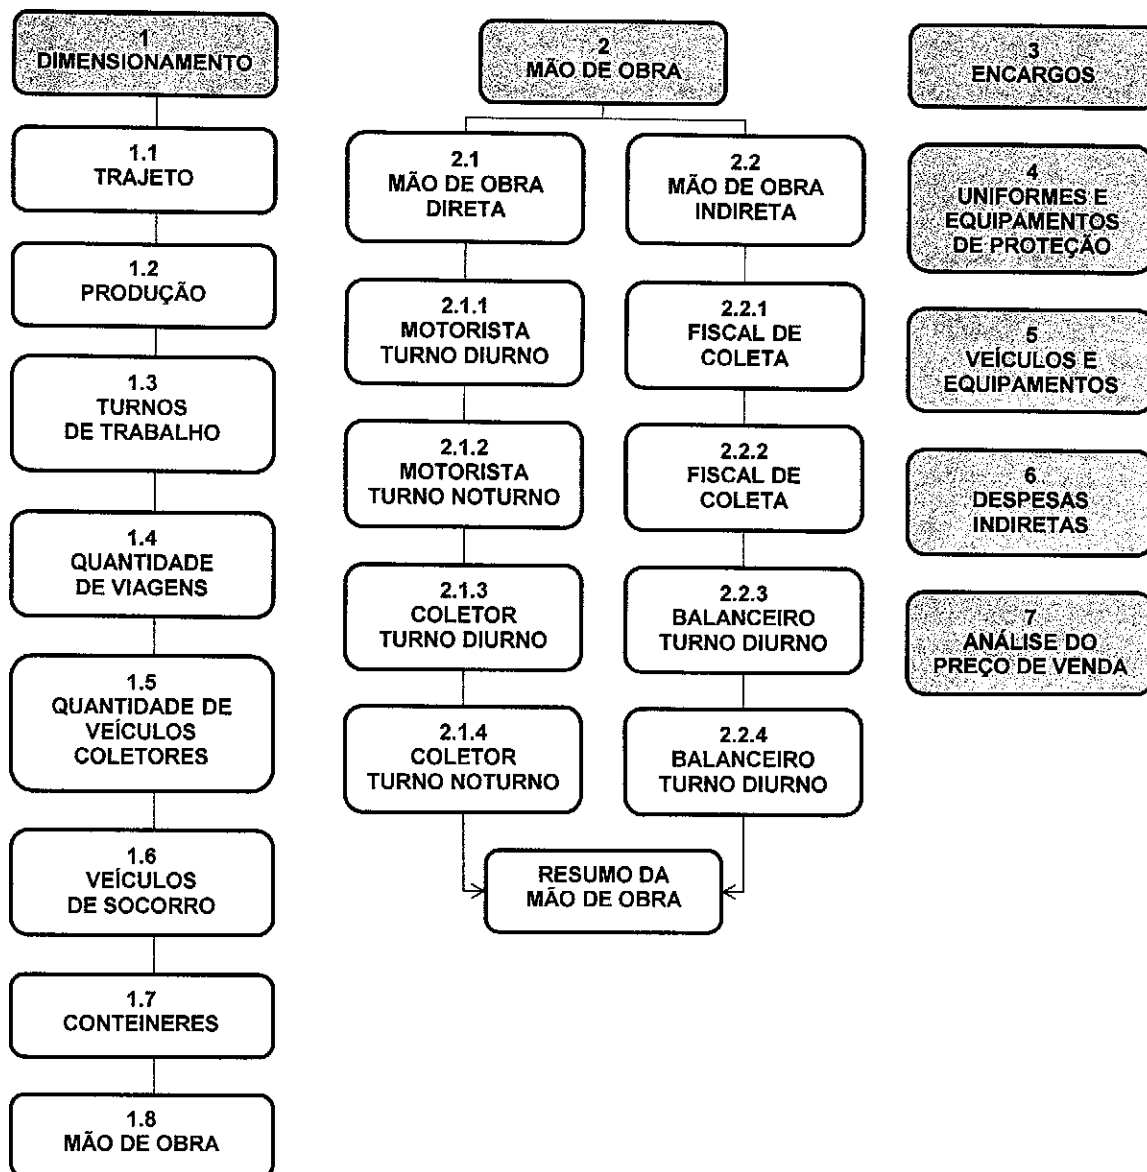 1
DIMENSIONAMENTO
1.1
TRAJETO
1.2
PRODUÇÃO
1.3
TURNOS
DE TRABALHO
1.4
QUANTIDADE
DE VIAGENS
1.5
QUANTIDADE DE
VEÍCULOS
COLETORES
1.6
VEÍCULOS
DE SOCORRO
1.7
CONTEINERES
1.8
MÃO DE OBRA
2
MÃO DE OBRA
2.1
MÃO DE OBRA
DIRETA
2.1.1
MOTORISTA
TURNO DIURNO
2.1.2
MOTORISTA
TURNO NOTURNO
2.1.3
COLETOR
TURNO DIURNO
2.1.4
COLETOR
TURNO NOTURNO
2.2
MÃO DE OBRA
INDIRETA
2.2.1
FISCAL DE
COLETA
2.2.2
FISCAL DE
COLETA
2.2.3
BALANCEIRO
TURNO DIURNO
2.2.4
BALANCEIRO
TURNO DIURNO
RESUMO DA
MÃO DE OBRA
3
ENCARGOS
4
UNIFORMES E
EQUIPAMENTOS
DE PROTEÇÃO
5
VEÍCULOS E
EQUIPAMENTOS
6
DESPESAS
INDIRETAS
7
ANÁLISE DO
PREÇO DE VENDA